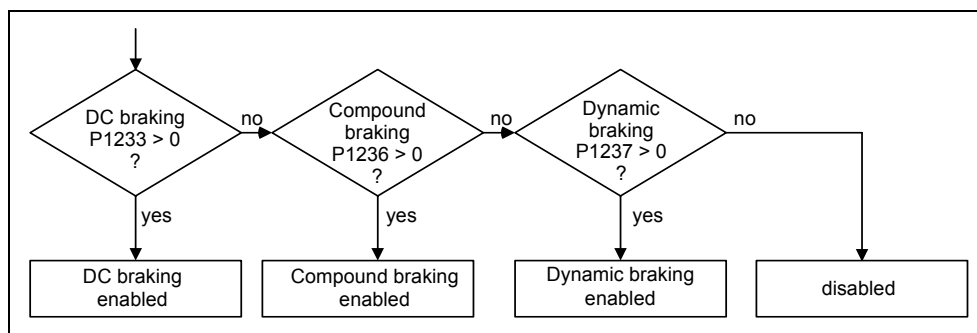 DC braking
P1233 > 0
?
no
Compound
braking
P1236 > 0
?
no
Dynamic
braking
P1237 > 0
?
no
yes
yes
yes
DC braking
enabled
Compound braking
enabled
Dynamic braking
enabled
disabled